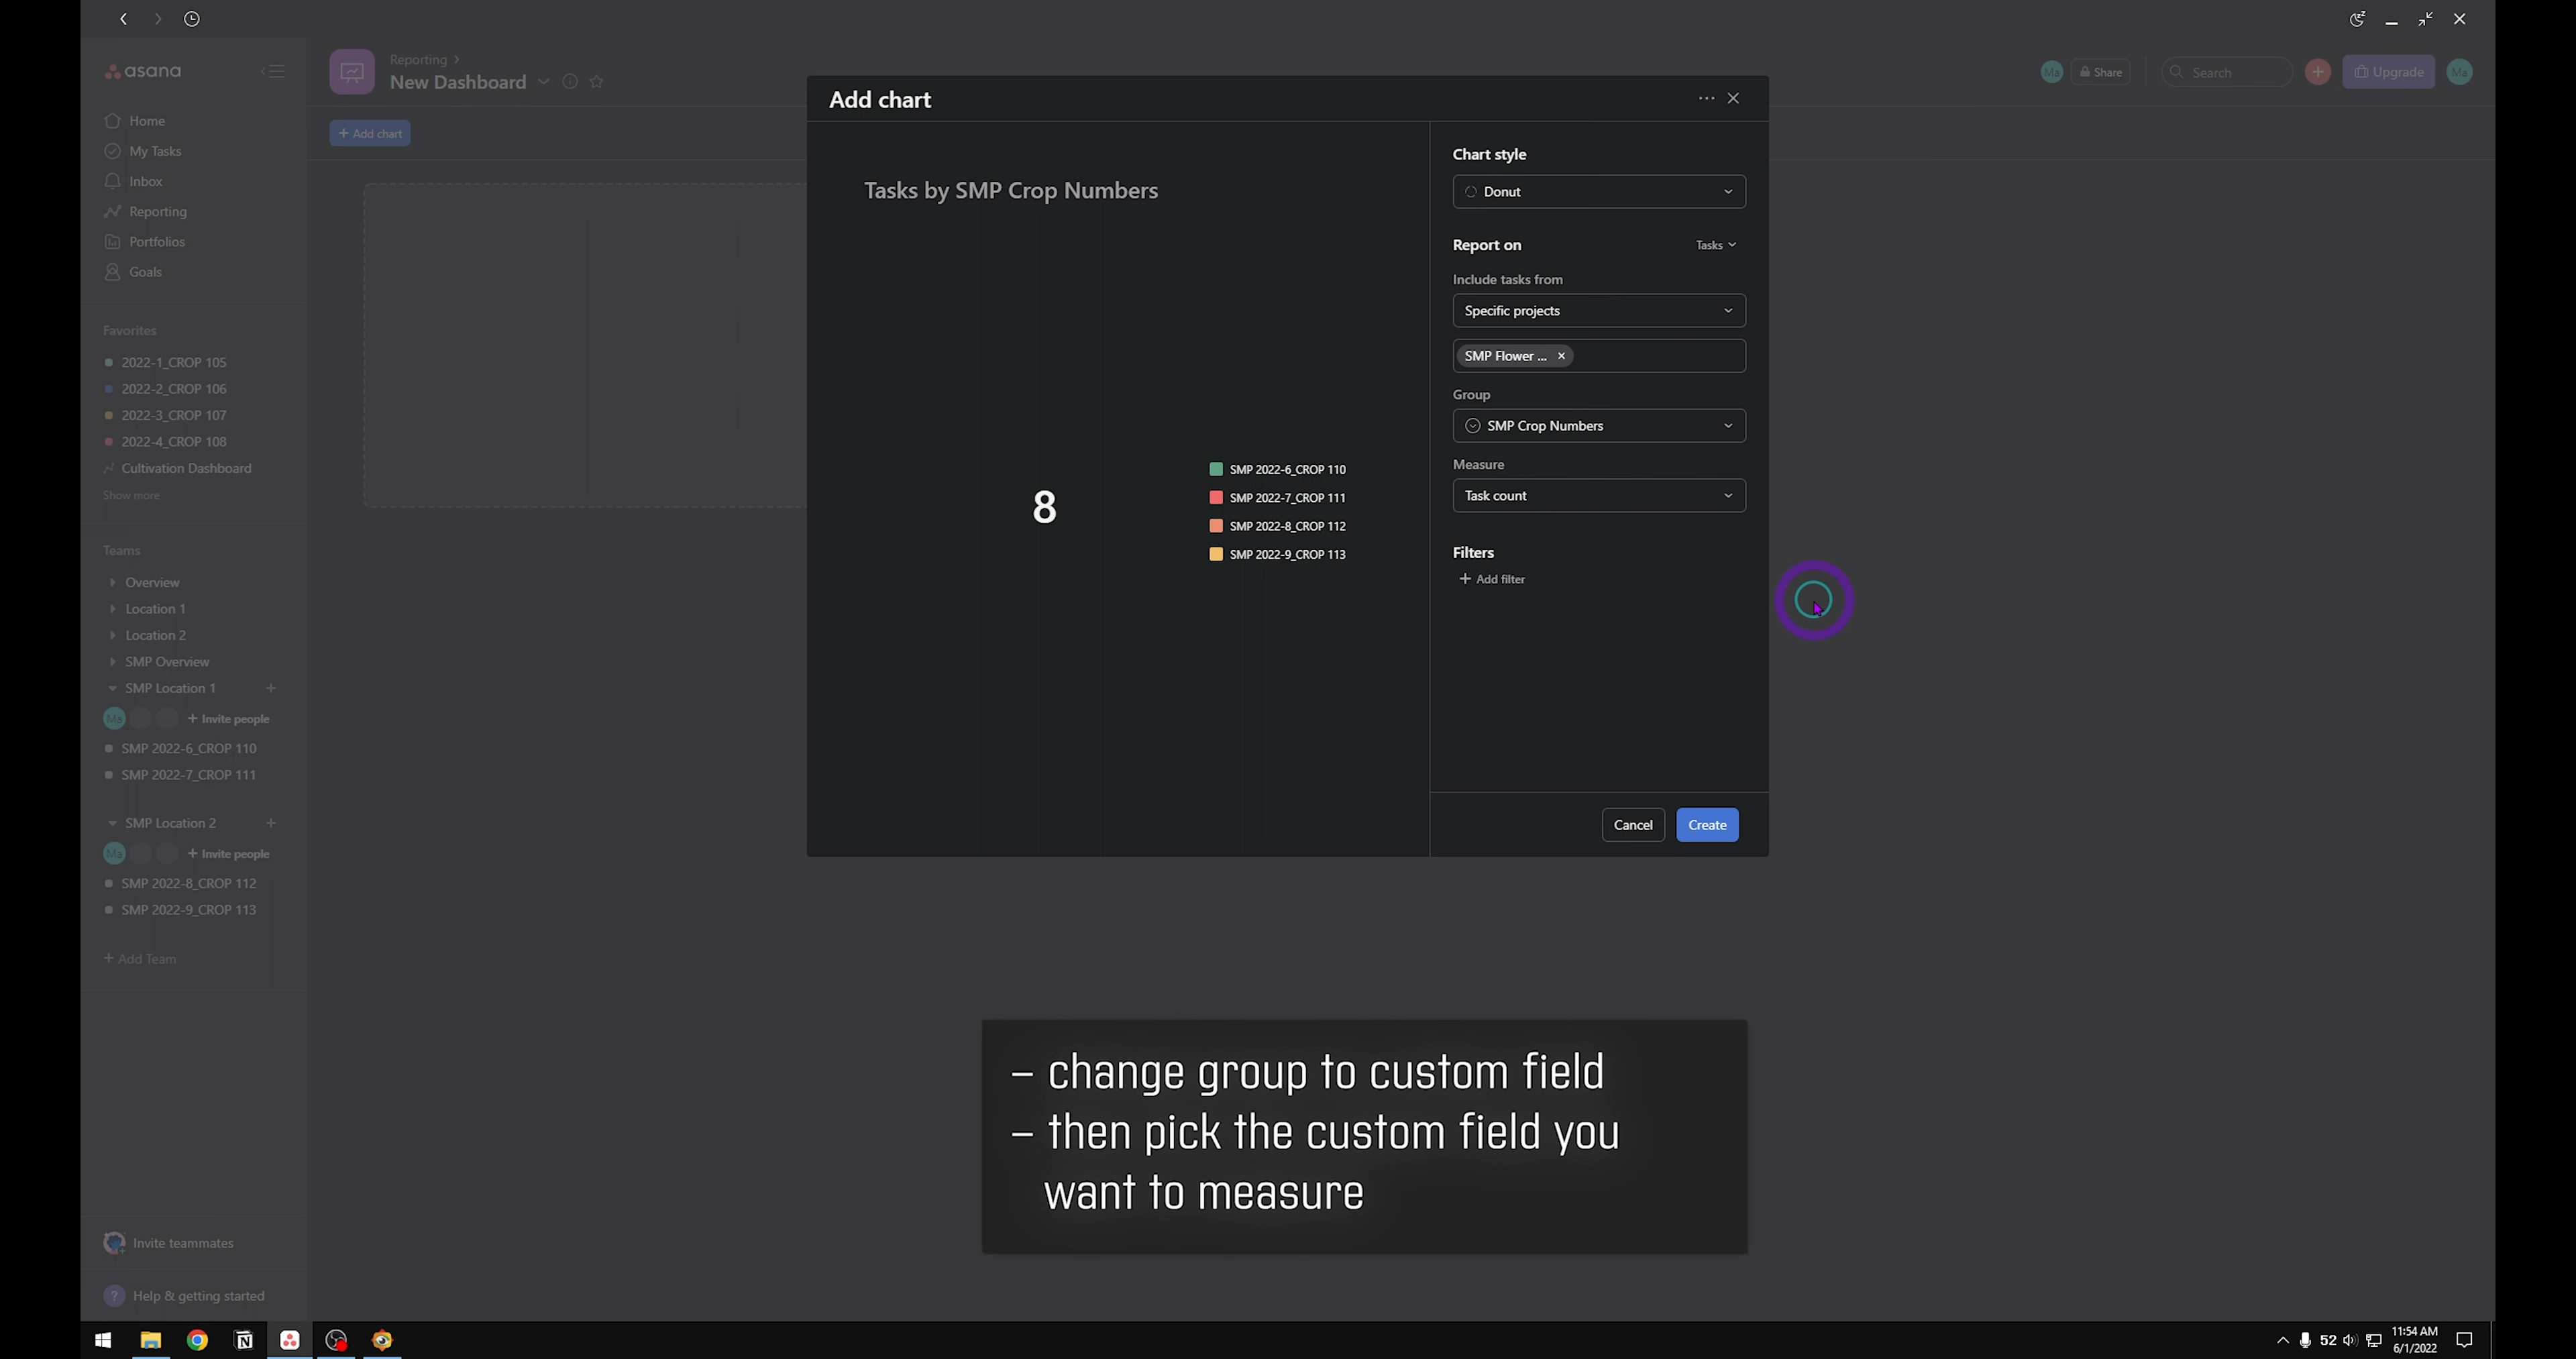 asana
Home
My Tasks
Inbox
Reporting
Portfolios
Goals
Favorites
2022-1_CROP 105
2022-2_CROP 106
2022-3_CROP 107
2022-4_CROP 108
Cultivation Dashboard
Show more
Teams
Overview
Location 1
Location 2
SMP Overview
SMP Location 1 +
Ma + Invite people
SMP 2022-6_CROP 110
SMP 2022-7_CROP 111
SMP Location 2 +
Ma + Invite people
SMP 2022-8_CROP 112
SMP 2022-9_CROP 113
+ Add Team
Invite teammates
? Help & getting started
Reporting >
New Dashboard
Ma Share Search + Upgrade Ma
+ Add chart
Add chart
Tasks by SMP Crop Numbers
8
SMP 2022-6_CROP 110
SMP 2022-7_CROP 111
SMP 2022-8_CROP 112
SMP 2022-9_CROP 113
Chart style
Donut
Report on Tasks
Include tasks from
Specific projects
SMP Flower ... ×
Group
SMP Crop Numbers
Measure
Task count
Filters
+ Add filter
Cancel Create
– change group to custom field
– then pick the custom field you
want to measure
52
11:54 AM
6/1/2022